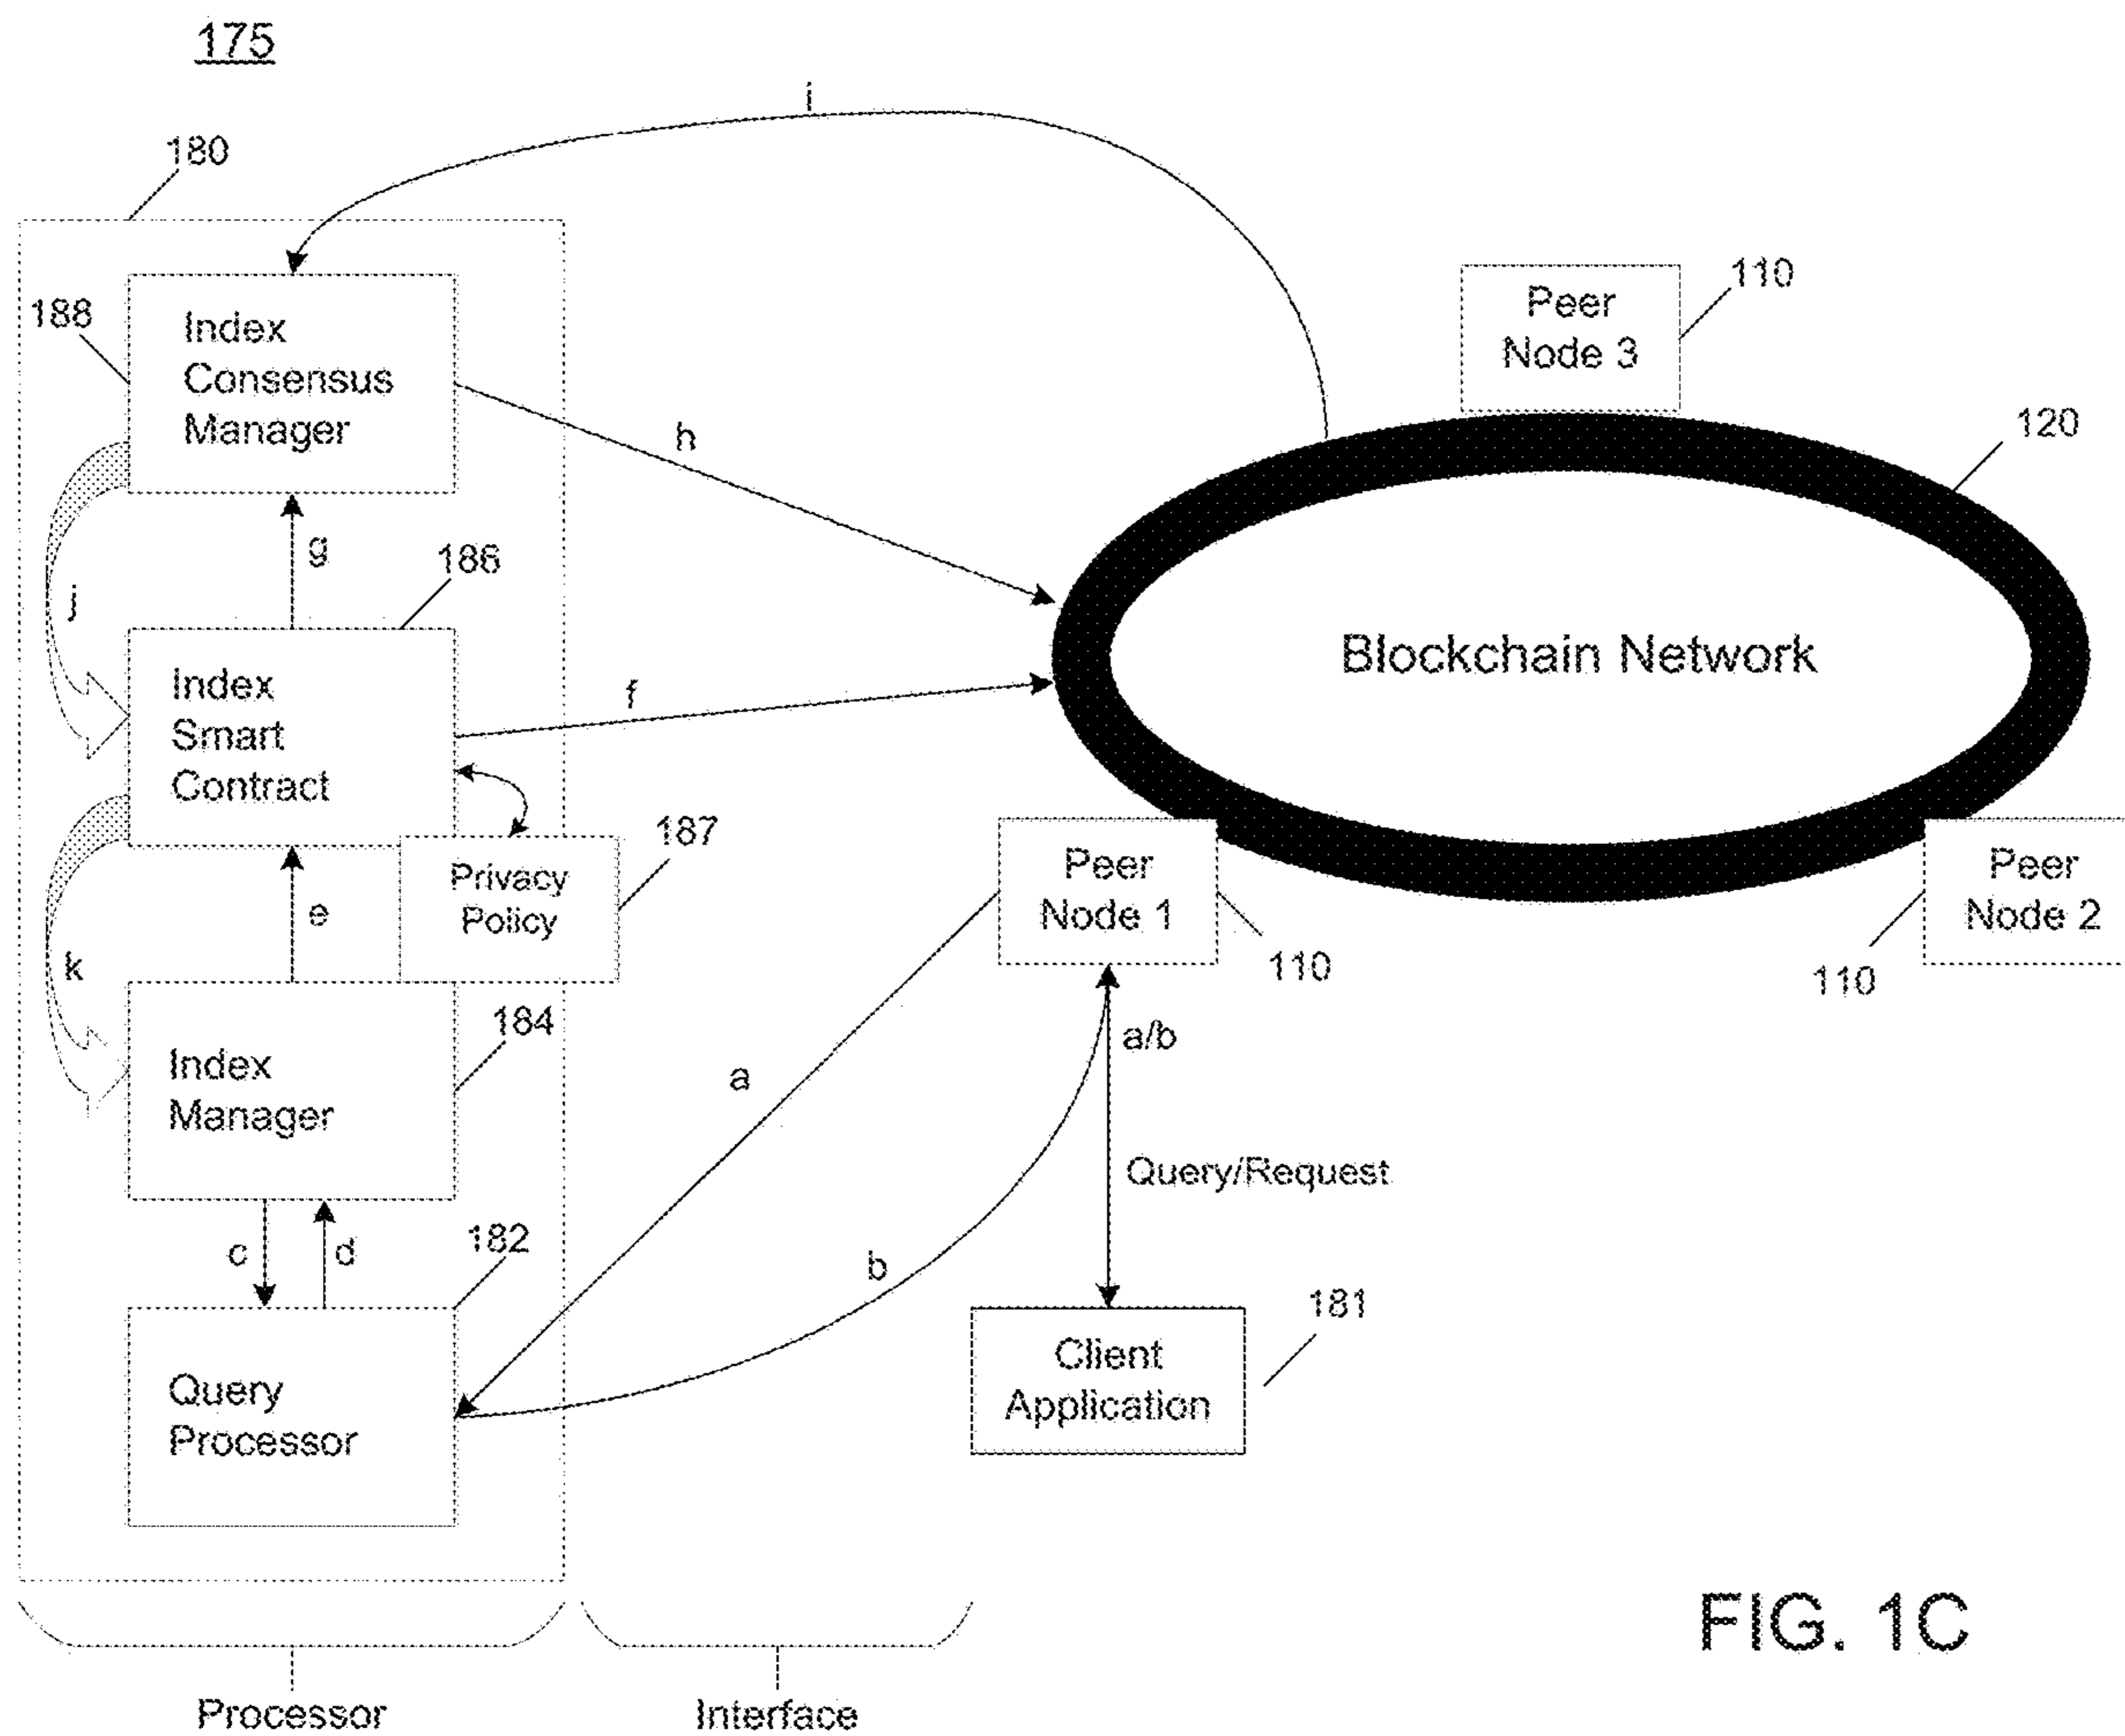 175
i
180
110
Peer
Node 3
188
Index
Consensus
Manager
120
h
g
186
j
Index
Smart
Contract
f
Blockchain Network
187
Privacy
Policy
Peer
Node 1
Peer
Node 2
e
k
110
110
184
Index
Manager
a
a/b
Query/Request
c
d
182
b
181
Query
Processor
Client
Application
FIG. 1C
Processor
Interface